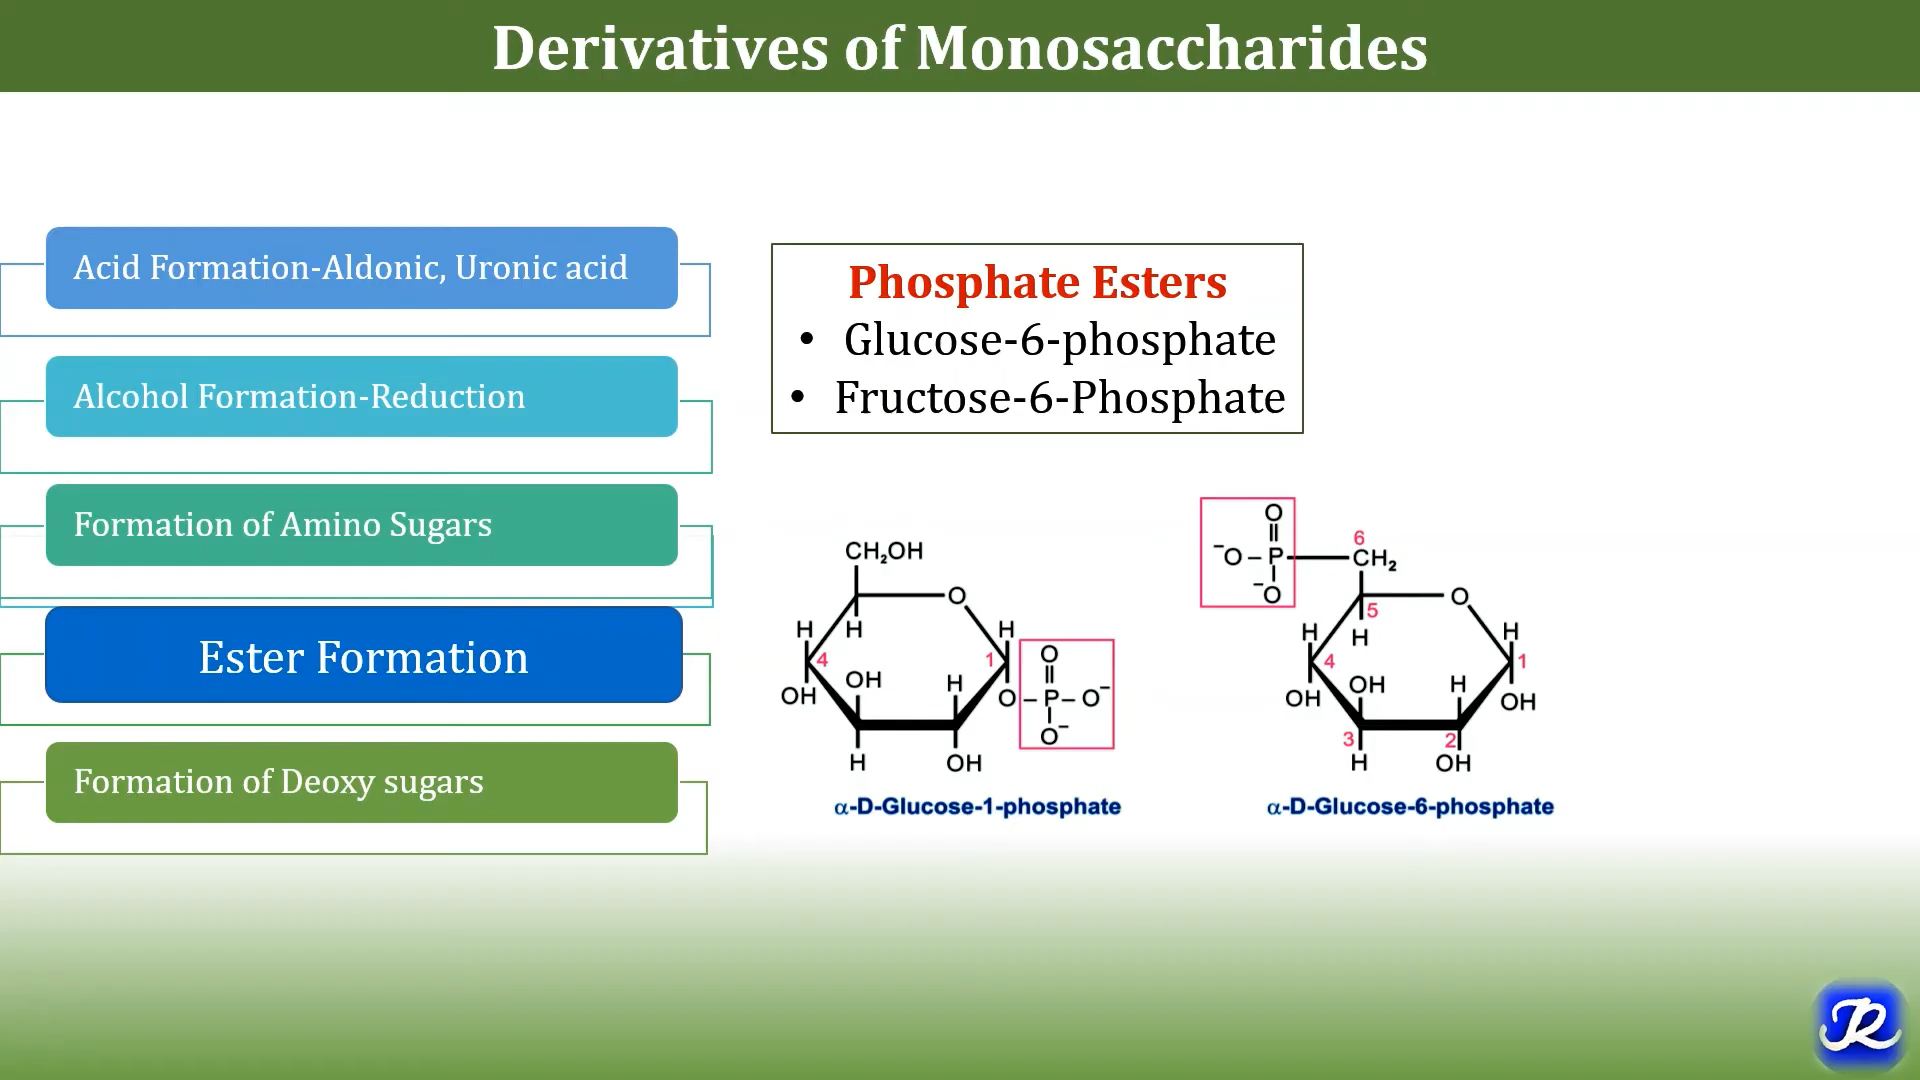 Derivatives of Monosaccharides
Acid Formation-Aldonic, Uronic acid
Alcohol Formation-Reduction
Formation of Amino Sugars
Ester Formation
Formation of Deoxy sugars
Phosphate Esters
• Glucose-6-phosphate
• Fructose-6-Phosphate
CH₂OH
O
H
H
H
4
1
OH
OH
H
H
OH
O
O
P
O⁻
O⁻
α-D-Glucose-1-phosphate
O
⁻O
P
⁻O
6
CH₂
O
5
H
H
H
4
1
OH
OH
H
OH
3
2
H
OH
α-D-Glucose-6-phosphate
R